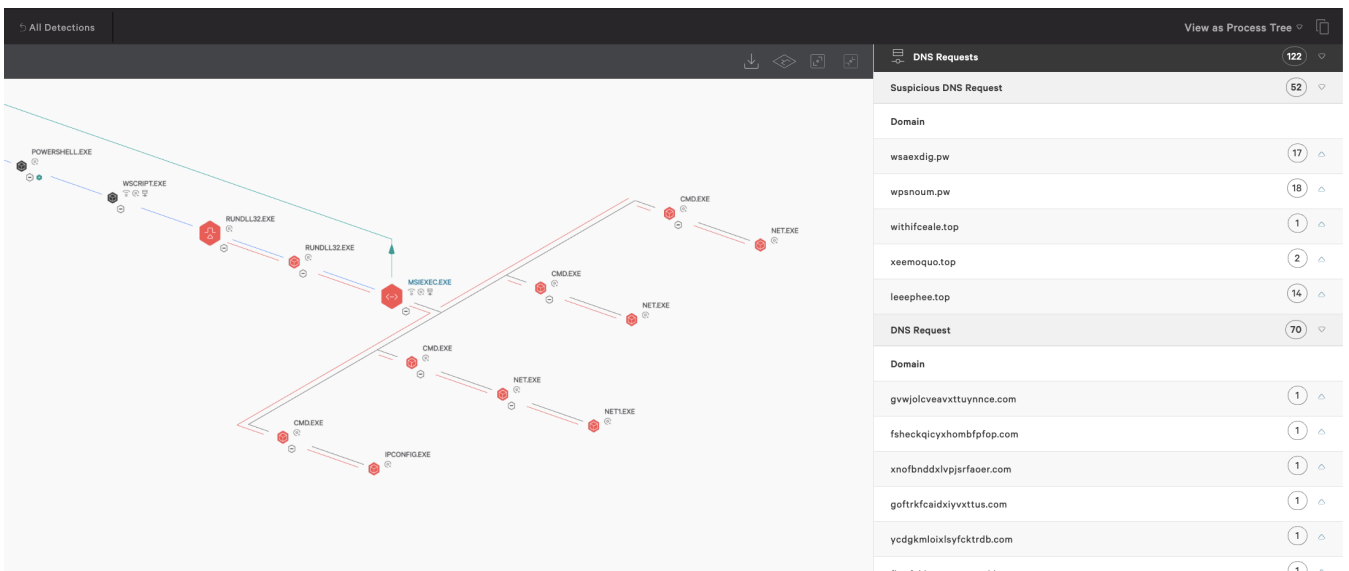 All Detections
View as Process Tree
DNS Requests 122
Suspicious DNS Request 52
Domain
wsaexdig.pw 17
wpsnoum.pw 18
withifceale.top 1
xeemoquo.top 2
leeephee.top 14
DNS Request 70
Domain
gvwjolcveavxttuynnce.com 1
fsheckqicyxhombfpfop.com 1
xnofbnddxlvpjsrfaoer.com 1
goftrkfcaidxiyvxttus.com 1
ycdgkmloixlsyfcktrdb.com 1
1
POWERSHELL.EXE
WSCRIPT.EXE
RUNDLL32.EXE
RUNDLL32.EXE
MSIEXEC.EXE
CMD.EXE
NET.EXE
CMD.EXE
NET.EXE
CMD.EXE
NET.EXE
NET1.EXE
CMD.EXE
IPCONFIG.EXE